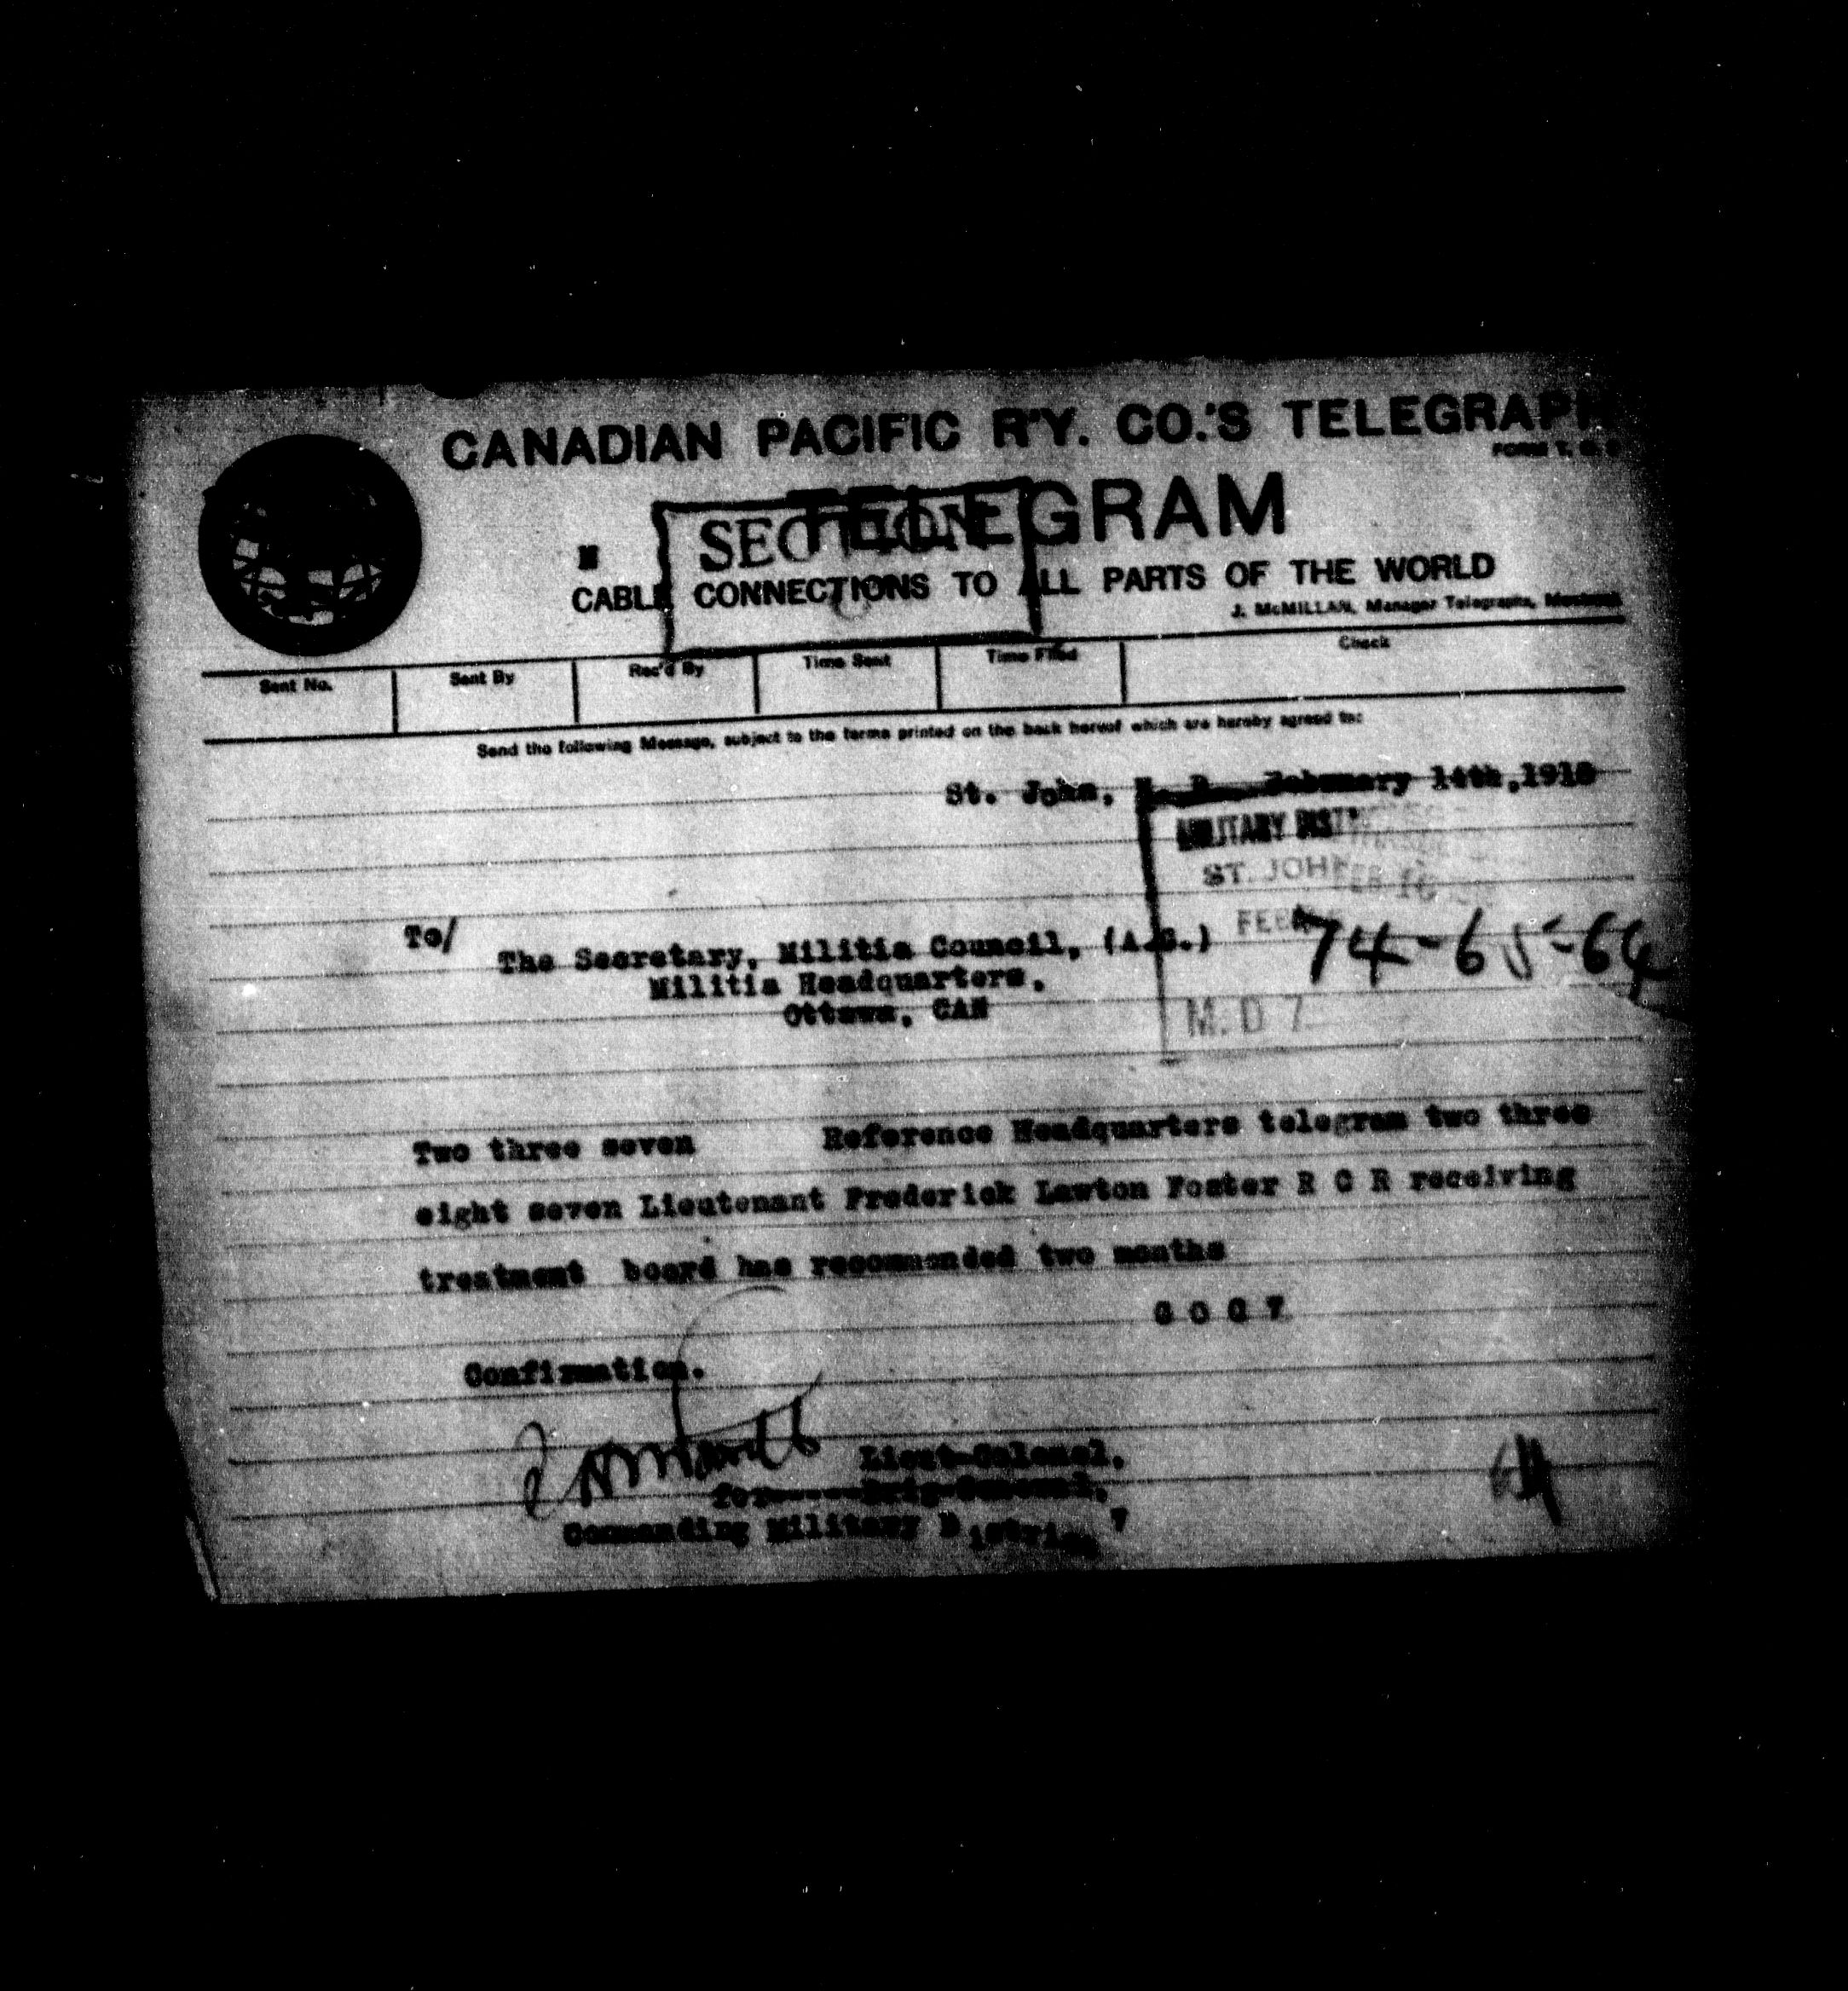 CANADIAN PACIFIC R'Y. CO.'S TELEGRAPH
FORM T.
TELEGRAM
SECTION
CABLE CONNECTIONS TO ALL PARTS OF THE WORLD
J. McMILLAN, Manager Telegraphs, Montreal
Sent No. Sent By Rec'd By Time Sent Time Filed Check
Send the following Message, subject to the terms printed on the back hereof which are hereby agreed to:
St. John, N. B. February 14th, 1918
MILITARY DIST
ST. JOHN
FEB 16
FEB
74-65-64
M. D 7
To/ The Secretary, Militia Council, (A.G.)
Militia Headquarters,
Ottawa, CAN
Two three seven Reference Headquarters telegram two three
eight seven Lieutenant Frederick Lawton Foster R C R receiving
treatment board has recommended two months
G O C 7
Confirmation.
Lieut-Colonel,
for-----Brig-General,
Commanding Military District 7